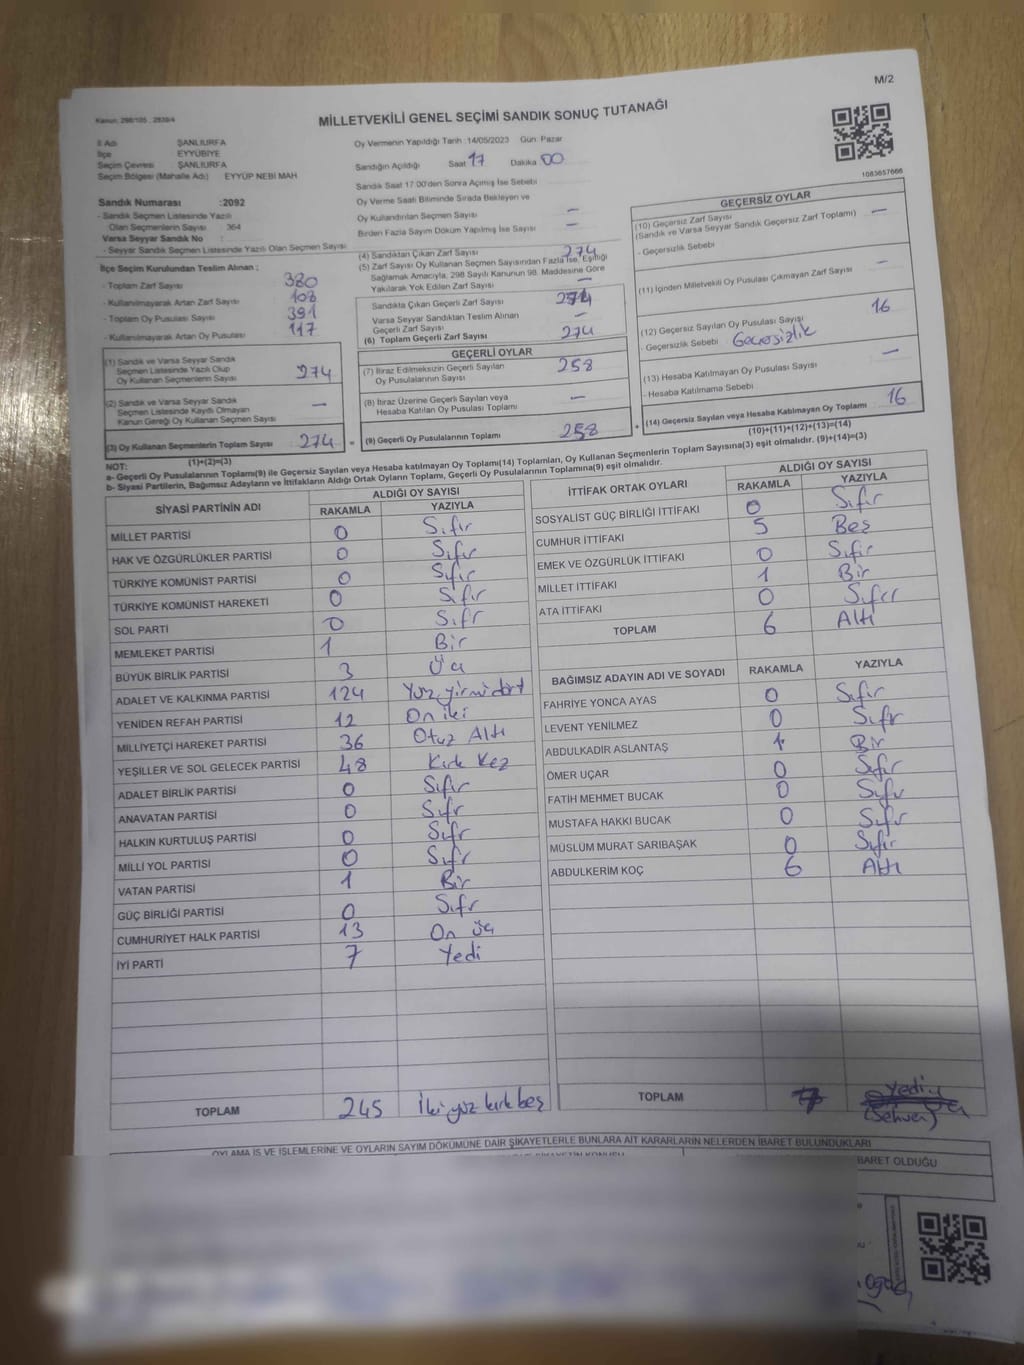 M/2
Kanun: 298/105 , 2839/4
MİLLETVEKİLİ GENEL SEÇİMİ SANDIK SONUÇ TUTANAĞI
İl Adı ŞANLIURFA
İlçe EYYÜBİYE
Seçim Çevresi ŞANLIURFA
Seçim Bölgesi (Mahalle Adı) EYYÜP NEBİ MAH
Sandık Numarası :2092
- Sandık Seçmen Listesinde Yazılı
Olan Seçmenlerin Sayısı 364
Varsa Seyyar Sandık No :
- Seyyar Sandık Seçmen Listesinde Yazılı Olan Seçmen Sayısı
İlçe Seçim Kurulundan Teslim Alınan ;
- Toplam Zarf Sayısı 380
- Kullanılmayarak Artan Zarf Sayısı 108
- Toplam Oy Pusulası Sayısı 391
- Kullanılmayarak Artan Oy Pusulası 117
(1) Sandık ve Varsa Seyyar Sandık
Seçmen Listesinde Yazılı Olup
Oy Kullanan Seçmenlerin Sayısı 274
(2) Sandık ve Varsa Seyyar Sandık
Seçmen Listesinde Kayıtlı Olmayan
Kanun Gereği Oy Kullanan Seçmen Sayısı —
(3) Oy Kullanan Seçmenlerin Toplam Sayısı 274 =
(1)+(2)=(3)
Oy Vermenin Yapıldığı Tarih :14/05/2023 Gün: Pazar
Sandığın Açıldığı Saat 17 Dakika 00
Sandık Saat 17:00'den Sonra Açılmış İse Sebebi
Oy Verme Saati Bitiminde Sırada Bekleyen ve
Oy Kullandırılan Seçmen Sayısı —
Birden Fazla Sayım Döküm Yapılmış İse Sayısı —
(4) Sandıktan Çıkan Zarf Sayısı 274
(5) Zarf Sayısı Oy Kullanan Seçmen Sayısından Fazla İse, Eşitliği
Sağlamak Amacıyla, 298 Sayılı Kanunun 98. Maddesine Göre
Yakılarak Yok Edilen Zarf Sayısı —
Sandıkta Çıkan Geçerli Zarf Sayısı 274
Varsa Seyyar Sandıktan Teslim Alınan
Geçerli Zarf Sayısı —
(6) Toplam Geçerli Zarf Sayısı 274
GEÇERLİ OYLAR
(7) İtiraz Edilmeksizin Geçerli Sayılan
Oy Pusulalarının Sayısı 258
(8) İtiraz Üzerine Geçerli Sayılan veya
Hesaba Katılan Oy Pusulası Toplamı —
(9) Geçerli Oy Pusulalarının Toplamı 258 +
1083657666
GEÇERSİZ OYLAR
(10) Geçersiz Zarf Sayısı —
(Sandık ve Varsa Seyyar Sandık Geçersiz Zarf Toplamı)
- Geçersizlik Sebebi
(11) İçinden Milletvekili Oy Pusulası Çıkmayan Zarf Sayısı —
(12) Geçersiz Sayılan Oy Pusulası Sayısı 16
- Geçersizlik Sebebi Geçersizlik
(13) Hesaba Katılmayan Oy Pusulası Sayısı —
- Hesaba Katılmama Sebebi
(14) Geçersiz Sayılan veya Hesaba Katılmayan Oy Toplamı 16
(10)+(11)+(12)+(13)=(14)
NOT:
a- Geçerli Oy Pusulalarının Toplamı(9) ile Geçersiz Sayılan veya Hesaba katılmayan Oy Toplamı(14) Toplamları, Oy Kullanan Seçmenlerin Toplam Sayısına(3) eşit olmalıdır. (9)+(14)=(3)
b- Siyasi Partilerin, Bağımsız Adayların ve İttifakların Aldığı Ortak Oyların Toplamı, Geçerli Oy Pusulalarının Toplamına(9) eşit olmalıdır.
SİYASİ PARTİNİN ADI ALDIĞI OY SAYISI
RAKAMLA YAZIYLA
MİLLET PARTİSİ 0 Sıfır
HAK VE ÖZGÜRLÜKLER PARTİSİ 0 Sıfır
TÜRKİYE KOMÜNİST PARTİSİ 0 Sıfır
TÜRKİYE KOMÜNİST HAREKETİ 0 Sıfır
SOL PARTİ 0 Sıfr
MEMLEKET PARTİSİ 1 Bir
BÜYÜK BİRLİK PARTİSİ 3 Üç
ADALET VE KALKINMA PARTİSİ 124 Yüz yirmi dört
YENİDEN REFAH PARTİSİ 12 On iki
MİLLİYETÇİ HAREKET PARTİSİ 36 Otuz Altı
YEŞİLLER VE SOL GELECEK PARTİSİ 48 Kırk Kez
ADALET BİRLİK PARTİSİ 0 Sıfır
ANAVATAN PARTİSİ 0 Sıfr
HALKIN KURTULUŞ PARTİSİ 0 Sıfr
MİLLİ YOL PARTİSİ 0 Sıfr
VATAN PARTİSİ 1 Bir
GÜÇ BİRLİĞİ PARTİSİ 0 Sıfr
CUMHURİYET HALK PARTİSİ 13 On üç
İYİ PARTİ 7 Yedi
TOPLAM 245 İki yüz kırk beş
İTTİFAK ORTAK OYLARI ALDIĞI OY SAYISI
RAKAMLA YAZIYLA
SOSYALİST GÜÇ BİRLİĞİ İTTİFAKI 0 Sıfır
CUMHUR İTTİFAKI 5 Beş
EMEK VE ÖZGÜRLÜK İTTİFAKI 0 Sıfır
MİLLET İTTİFAKI 1 Bir
ATA İTTİFAKI 0 Sıfır
TOPLAM 6 Altı
BAĞIMSIZ ADAYIN ADI VE SOYADI RAKAMLA YAZIYLA
FAHRİYE YONCA AYAS 0 Sıfır
LEVENT YENİLMEZ 0 Sıfr
ABDULKADİR ASLANTAŞ 1 Bir
ÖMER UÇAR 0 Sıfır
FATİH MEHMET BUCAK 0 Sıfır
MUSTAFA HAKKI BUCAK 0 Sıfır
MÜSLÜM MURAT SARIBAŞAK 0 Sıfır
ABDULKERİM KOÇ 6 Altı
TOPLAM 7 Yedi
(Sehven)
OYLAMA İŞ VE İŞLEMLERİNE VE OYLARIN SAYIM DÖKÜMÜNE DAİR ŞİKAYETLERLE BUNLARA AİT KARARLARIN NELERDEN İBARET BULUNDUKLARI
BARET OLDUĞU